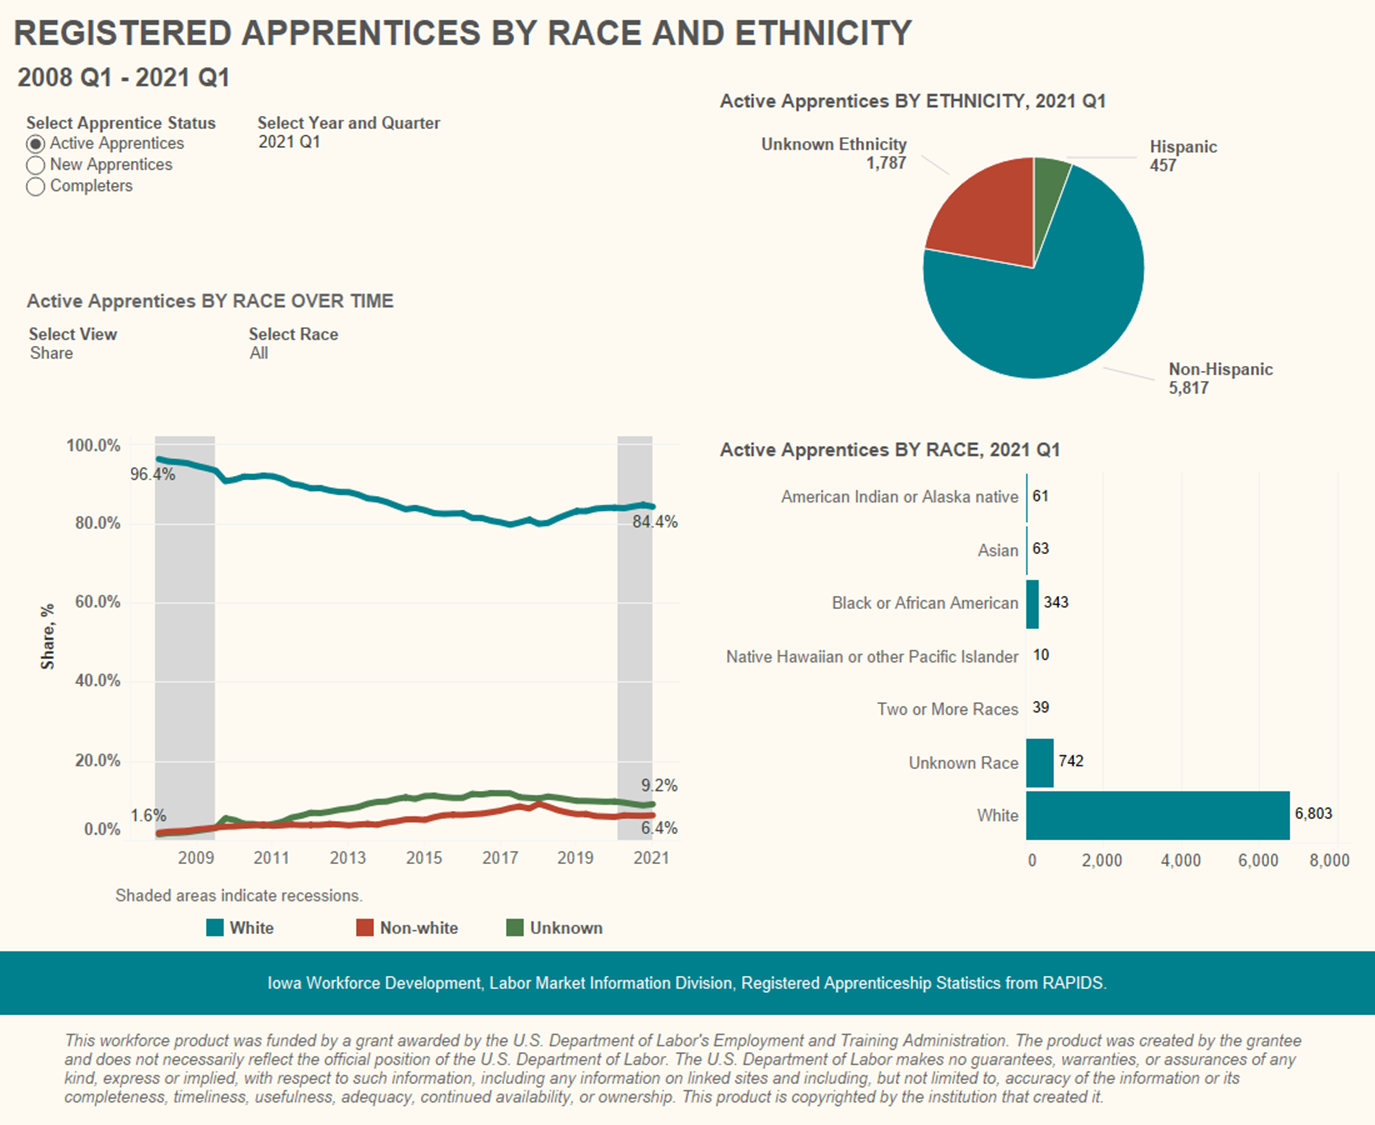 REGISTERED APPRENTICES BY RACE AND ETHNICITY
2008 Q1 - 2021 Q1
Select Apprentice Status
Active Apprentices
New Apprentices
Completers
Select Year and Quarter
2021 Q1
Active Apprentices BY ETHNICITY, 2021 Q1
Unknown Ethnicity
1,787
Hispanic
457
Non-Hispanic
5,817
Active Apprentices BY RACE OVER TIME
Select View
Share
Select Race
All
Share, %
100.0%
80.0%
60.0%
40.0%
20.0%
0.0%
96.4%
84.4%
1.6%
9.2%
6.4%
2009
2011
2013
2015
2017
2019
2021
Shaded areas indicate recessions.
White
Non-white
Unknown
Active Apprentices BY RACE, 2021 Q1
American Indian or Alaska native 61
Asian 63
Black or African American 343
Native Hawaiian or other Pacific Islander 10
Two or More Races 39
Unknown Race 742
White 6,803
0
2,000
4,000
6,000
8,000
Iowa Workforce Development, Labor Market Information Division, Registered Apprenticeship Statistics from RAPIDS.
This workforce product was funded by a grant awarded by the U.S. Department of Labor's Employment and Training Administration. The product was created by the grantee
and does not necessarily reflect the official position of the U.S. Department of Labor. The U.S. Department of Labor makes no guarantees, warranties, or assurances of any
kind, express or implied, with respect to such information, including any information on linked sites and including, but not limited to, accuracy of the information or its
completeness, timeliness, usefulness, adequacy, continued availability, or ownership. This product is copyrighted by the institution that created it.